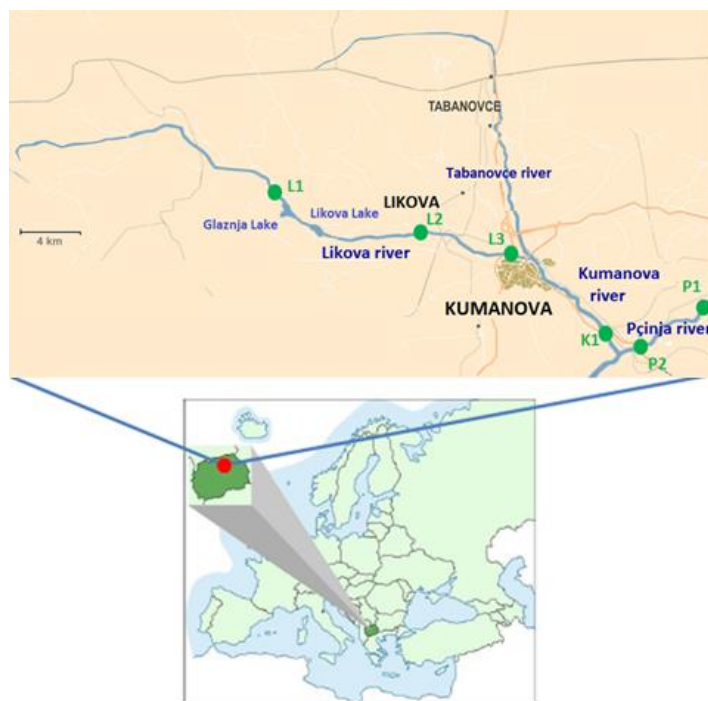 TABANOVCE
Tabanovce river
L1
LIKOVA
Likova Lake
L2
Glaznja Lake
4 km
Likova river
L3
Kumanova
river
P1
KUMANOVA
Pçinja river
K1
P2